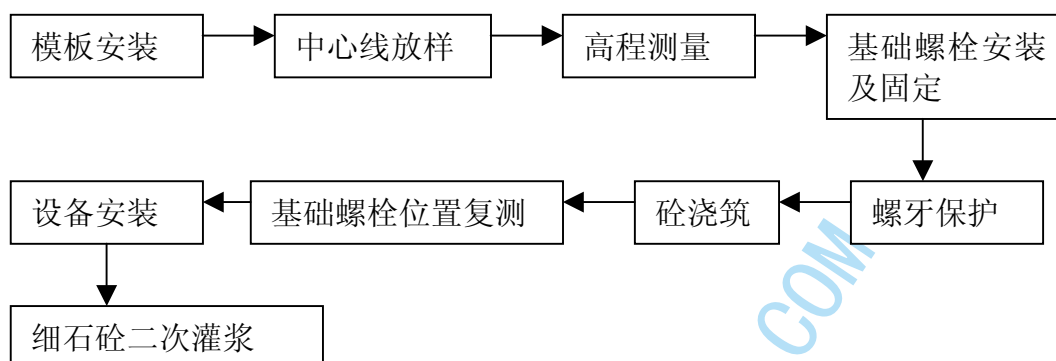 模板安装
中心线放样
高程测量
基础螺栓安装
及固定
设备安装
基础螺栓位置复测
砼浇筑
螺牙保护
COM
细石砼二次灌浆